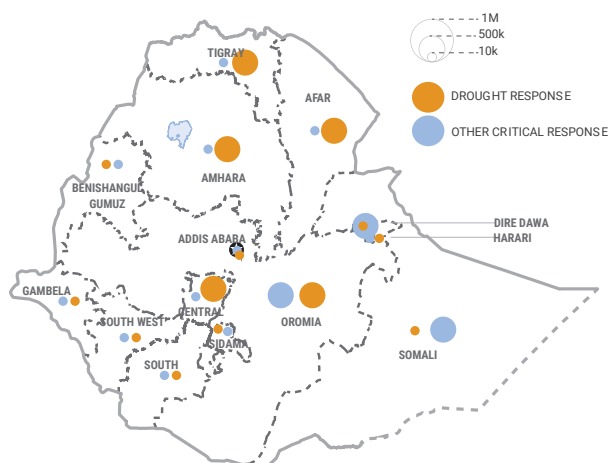 1M
500k
10k
DROUGHT RESPONSE
OTHER CRITICAL RESPONSE
TIGRAY
AFAR
AMHARA
BENISHANGUL
GUMUZ
DIRE DAWA
HARARI
ADDIS ABABA
GAMBELA
CENTRAL
OROMIA
SOUTH WEST
SIDAMA
SOMALI
SOUTH